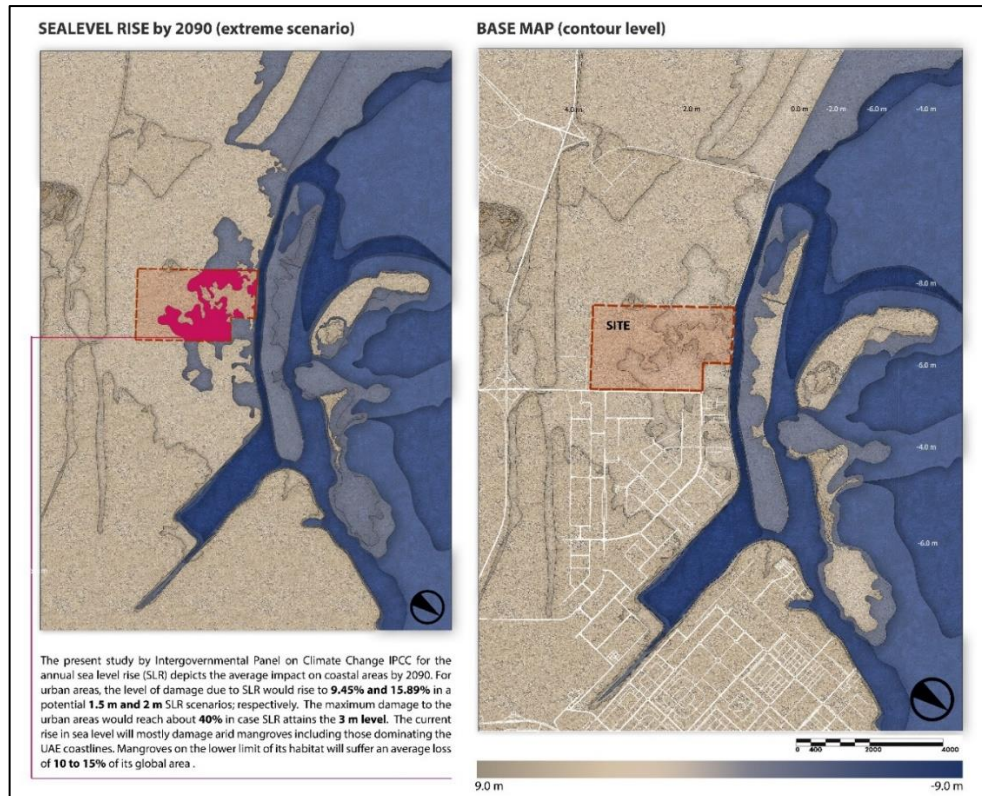 SEALEVEL RISE by 2090 (extreme scenario)
BASE MAP (contour level)
4.0 m
2.0 m
0.0 m
-2.0 m
-6.0 m
-4.0 m
-8.0 m
SITE
-6.0 m
-4.0 m
-6.0 m
The present study by Intergovernmental Panel on Climate Change IPCC for the
annual sea level rise (SLR) depicts the average impact on coastal areas by 2090. For
urban areas, the level of damage due to SLR would rise to 9.45% and 15.89% in a
potential 1.5 m and 2 m SLR scenarios; respectively. The maximum damage to the
urban areas would reach about 40% in case SLR attains the 3 m level. The current
rise in sea level will mostly damage arid mangroves including those dominating the
UAE coastlines. Mangroves on the lower limit of its habitat will suffer an average loss
of 10 to 15% of its global area .
0 400 2000 4000
9.0 m
-9.0 m